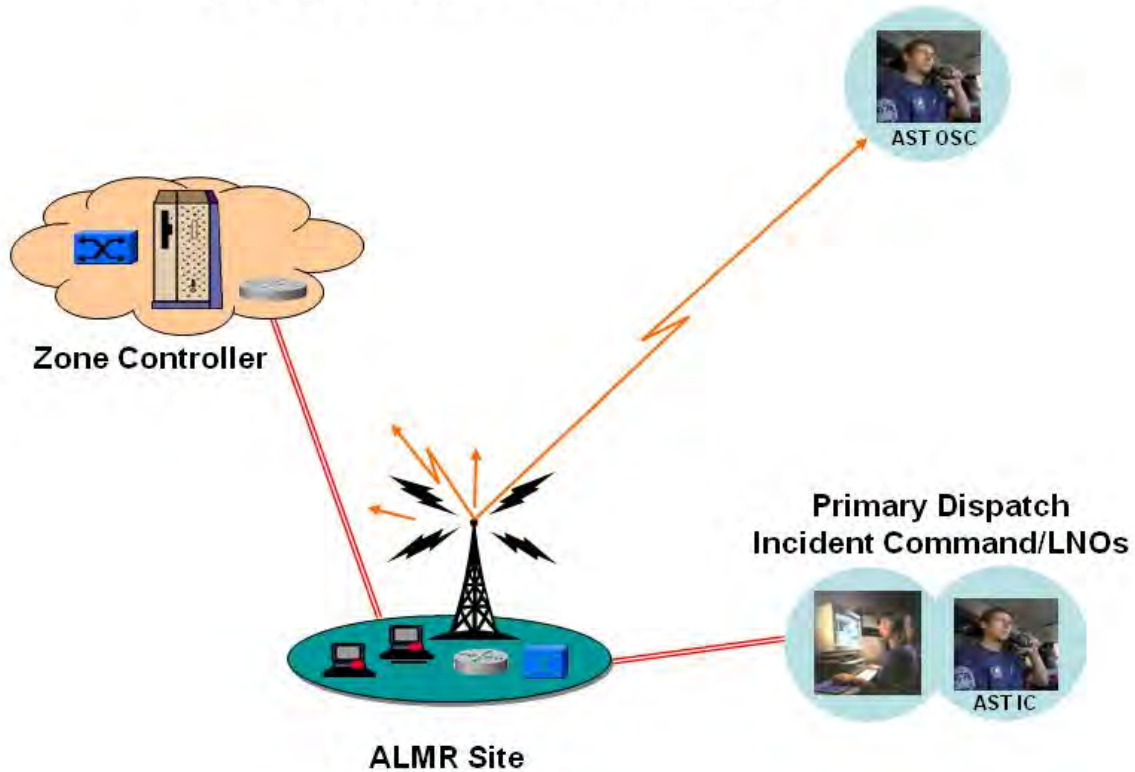 AST OSC
Zone Controller
Primary Dispatch
Incident Command/LNOs
AST IC
ALMR Site